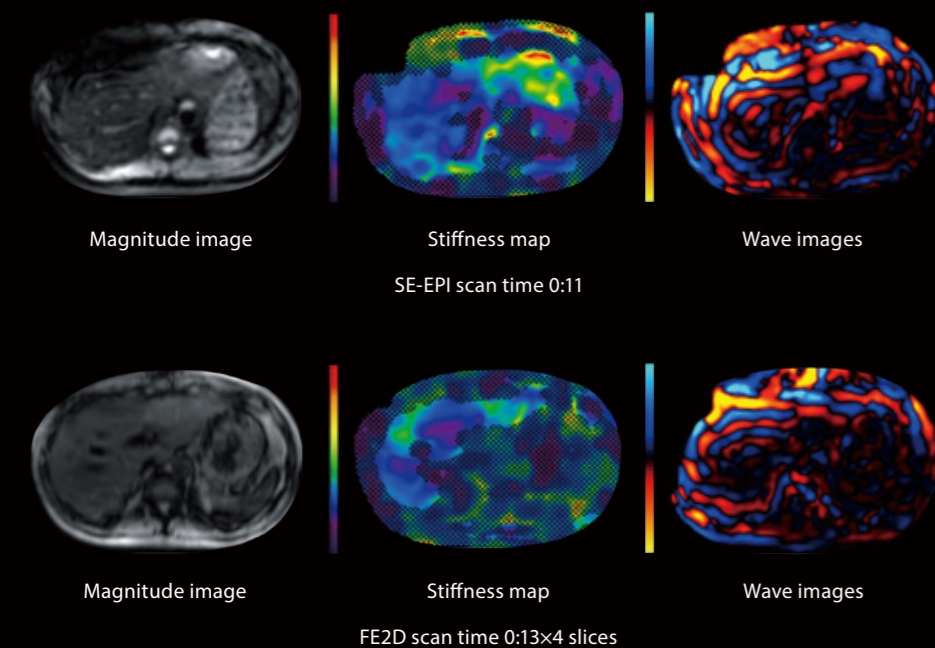 Magnitude image
Stiffness map
Wave images
SE-EPI scan time 0:11
Magnitude image
Stiffness map
Wave images
FE2D scan time 0:13×4 slices